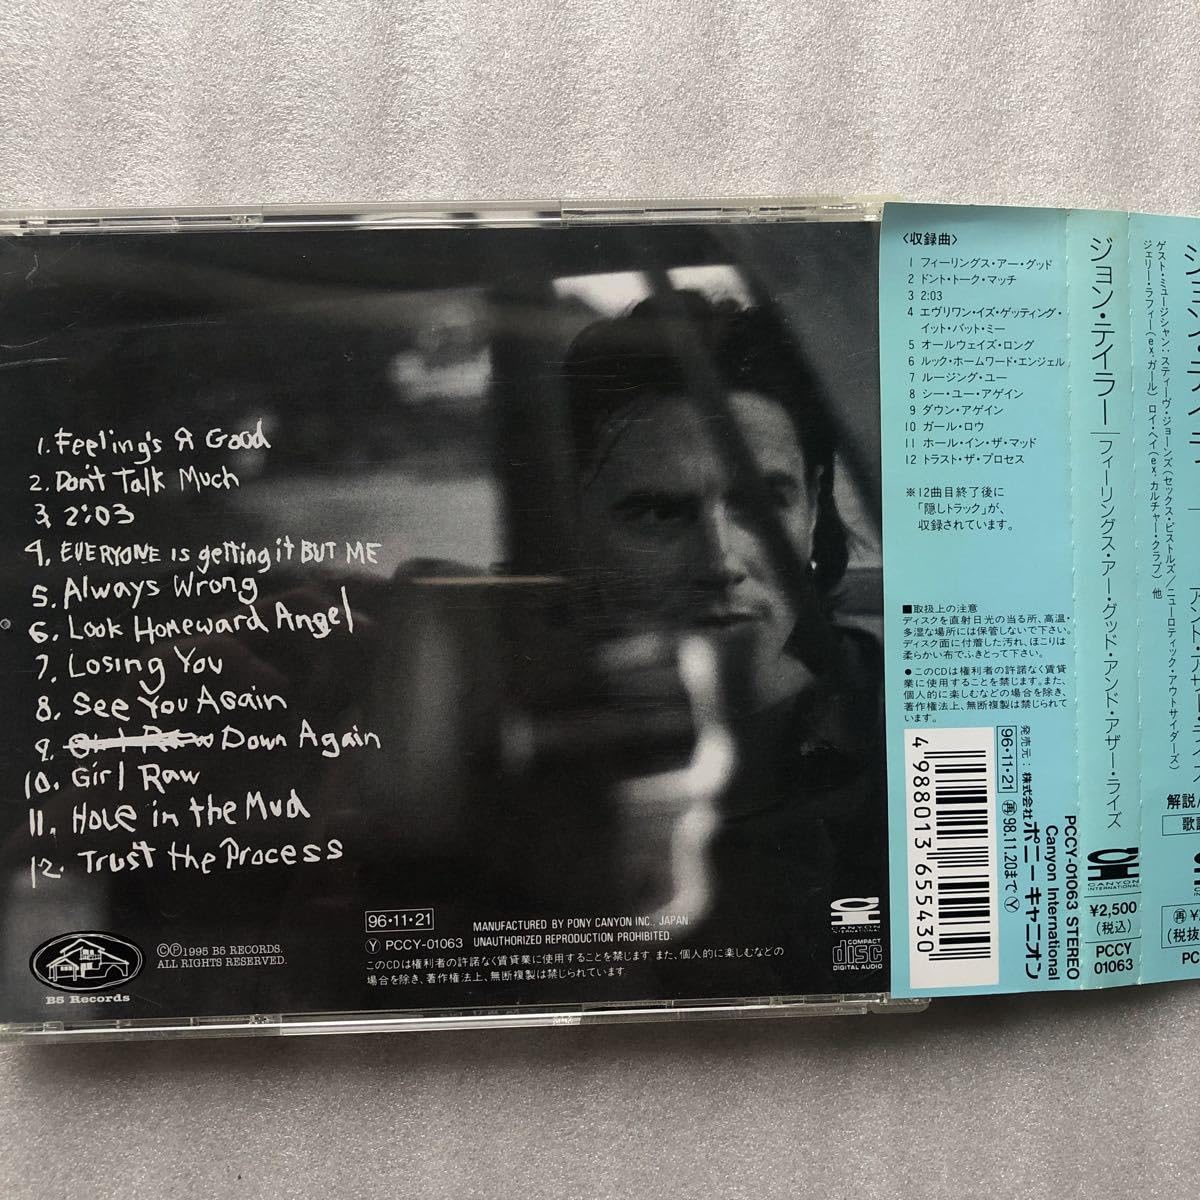 1. Feeling's R Good
2. Don't Talk Much
3. 2:03
4. EVERYONE is getting it BUT ME
5. Always Wrong
6. Look Homeward Angel
7. Losing You
8. See You Again
9. Girl Raw Down Again
10. Girl Raw
11. Hole in the Mud
12. Trust the Process
B5 Records
©℗1995 B5 RECORDS.
ALL RIGHTS RESERVED.
96・11・21
Ⓨ PCCY-01063
MANUFACTURED BY PONY CANYON INC., JAPAN.
UNAUTHORIZED REPRODUCTION PROHIBITED.
このCDは権利者の許諾なく賃貸業に使用することを禁じます。また、個人的に楽しむなどの
場合を除き、著作権法上、無断複製は禁じられています。
CANYON
INTERNATIONAL
COMPACT
disc
DIGITAL AUDIO
〈収録曲〉
1 フィーリングス・アー・グッド
2 ドント・トーク・マッチ
3 2:03
4 エヴリワン・イズ・ゲッティング・
イット・バット・ミー
5 オールウェイズ・ロング
6 ルック・ホームワード・エンジェル
7 ルージング・ユー
8 シー・ユー・アゲイン
9 ダウン・アゲイン
10 ガール・ロウ
11 ホール・イン・ザ・マッド
12 トラスト・ザ・プロセス
※12曲目終了後に
「隠しトラック」が、
収録されています。
■取扱上の注意
ディスクを直射日光の当る所、高温・
多湿な場所には保管しないで下さい。
ディスク面に付着した汚れ、ほこりは
柔らかい布でふきとって下さい。
●このCDは権利者の許諾なく賃貸
業に使用することを禁じます。また、
個人的に楽しむなどの場合を除き、
著作権法上、無断複製は禁じられて
います。
4 988013 655430
96・11・21
㊢98.11.20までⓎ
発売元：株式会社ポニーキャニオン
Canyon International
PCCY-01063 STEREO
ジョン・テイラー｜フィーリングス・アー・グッド・アンド・アザー・ライズ
CANYON
INTERNATIONAL
¥2,500
(税込)
PCCY
01063
ゲスト・ミュージシャン：スティーヴ・ジョーンズ(セックス・ピストルズ/ニューロティック・アウトサイダーズ)
ジェリー・ラフィー(ex.ガール) ロイ・ヘイ(ex.カルチャー・クラブ) 他
解説